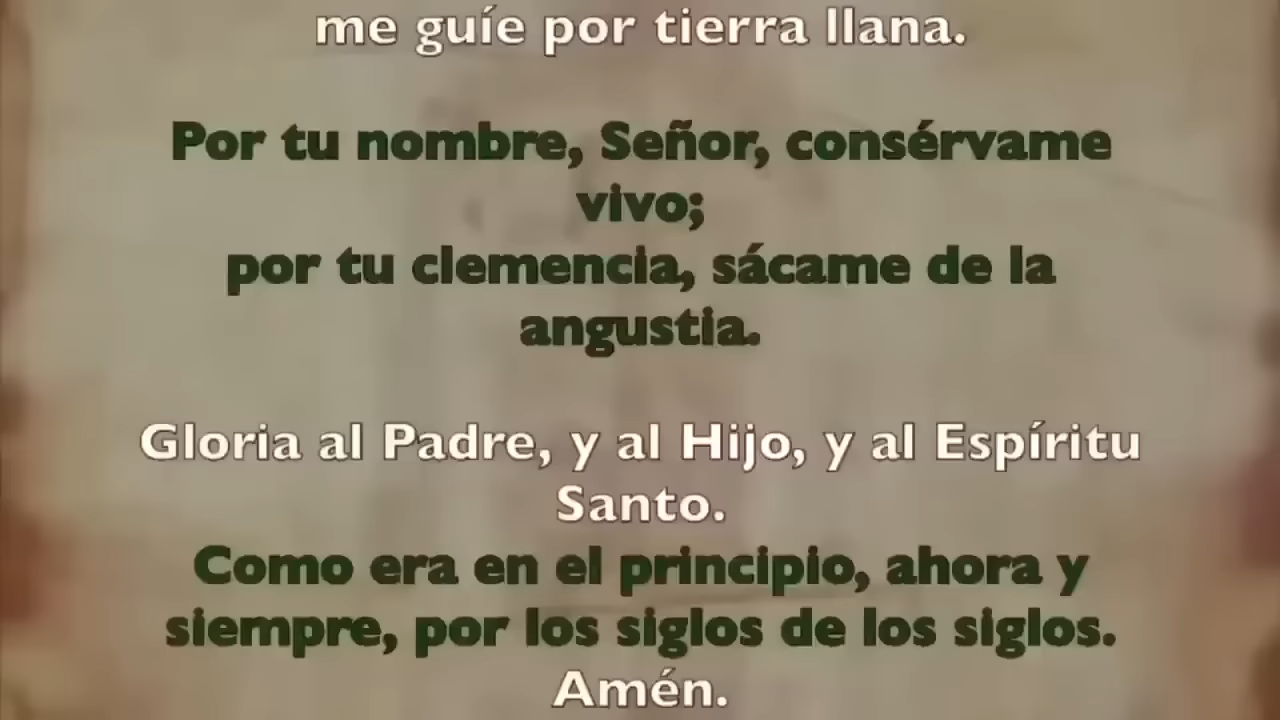 me guíe por tierra llana.
Por tu nombre, Señor, consérvame
vivo;
por tu clemencia, sácame de la
angustia.
Gloria al Padre, y al Hijo, y al Espíritu
Santo.
Como era en el principio, ahora y
siempre, por los siglos de los siglos.
Amén.